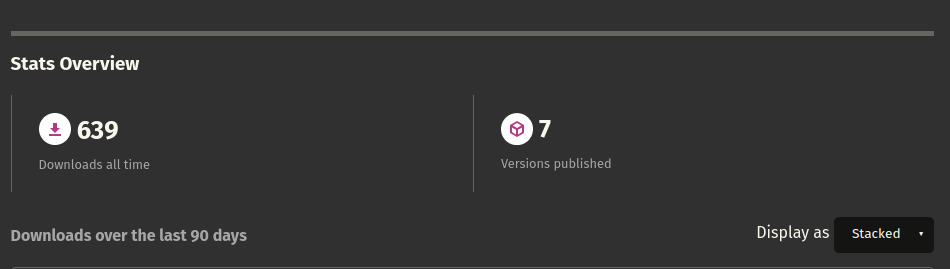 Stats Overview
639
Downloads all time
7
Versions published
Downloads over the last 90 days
Display as Stacked